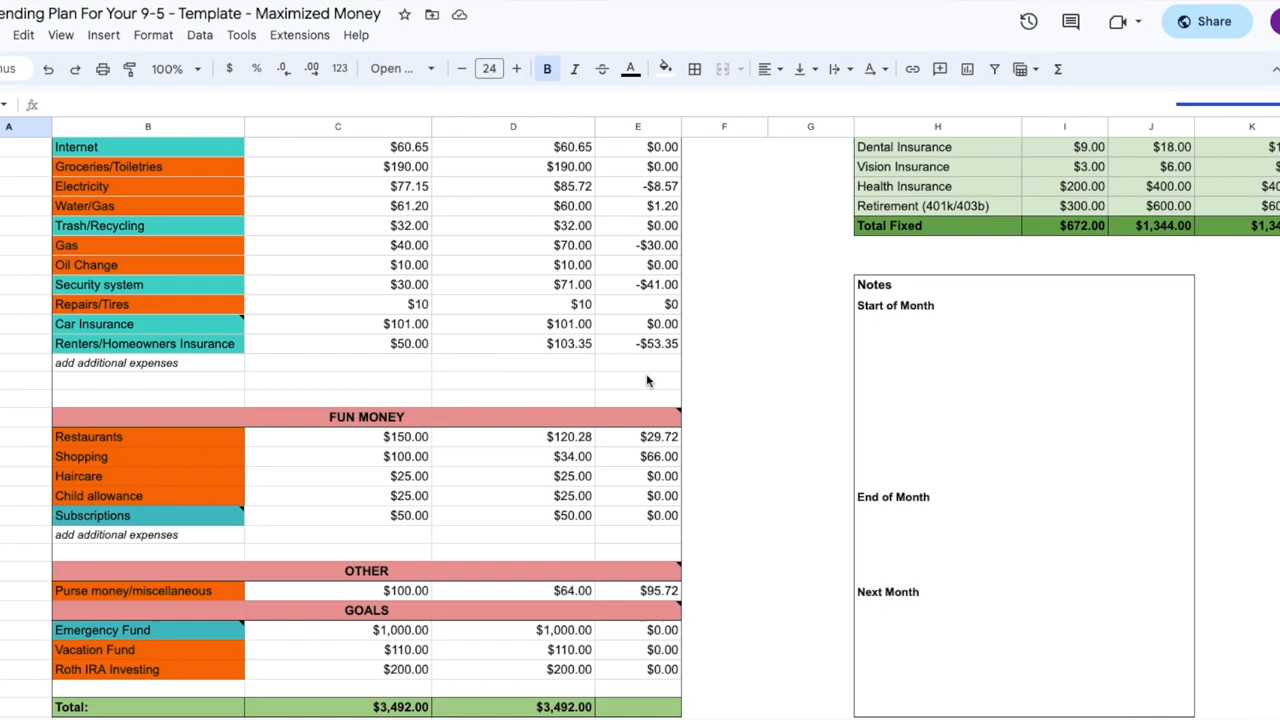 ending Plan For Your 9-5 - Template - Maximized Money
Share
Edit View Insert Format Data Tools Extensions Help
nus 100% $ % .0 .00 123 Open ... − 24 + B I A Σ
fx
A B C D E F G H I J K
Internet $60.65 $60.65 $0.00 Dental Insurance $9.00 $18.00 $1
Groceries/Toiletries $190.00 $190.00 $0.00 Vision Insurance $3.00 $6.00 $
Electricity $77.15 $85.72 -$8.57 Health Insurance $200.00 $400.00 $40
Water/Gas $61.20 $60.00 $1.20 Retirement (401k/403b) $300.00 $600.00 $60
Trash/Recycling $32.00 $32.00 $0.00 Total Fixed $672.00 $1,344.00 $1,34
Gas $40.00 $70.00 -$30.00
Oil Change $10.00 $10.00 $0.00
Security system $30.00 $71.00 -$41.00 Notes
Repairs/Tires $10 $10 $0 Start of Month
Car Insurance $101.00 $101.00 $0.00
Renters/Homeowners Insurance $50.00 $103.35 -$53.35
add additional expenses
FUN MONEY
Restaurants $150.00 $120.28 $29.72
Shopping $100.00 $34.00 $66.00
Haircare $25.00 $25.00 $0.00
Child allowance $25.00 $25.00 $0.00 End of Month
Subscriptions $50.00 $50.00 $0.00
add additional expenses
OTHER
Purse money/miscellaneous $100.00 $64.00 $95.72 Next Month
GOALS
Emergency Fund $1,000.00 $1,000.00 $0.00
Vacation Fund $110.00 $110.00 $0.00
Roth IRA Investing $200.00 $200.00 $0.00
Total: $3,492.00 $3,492.00